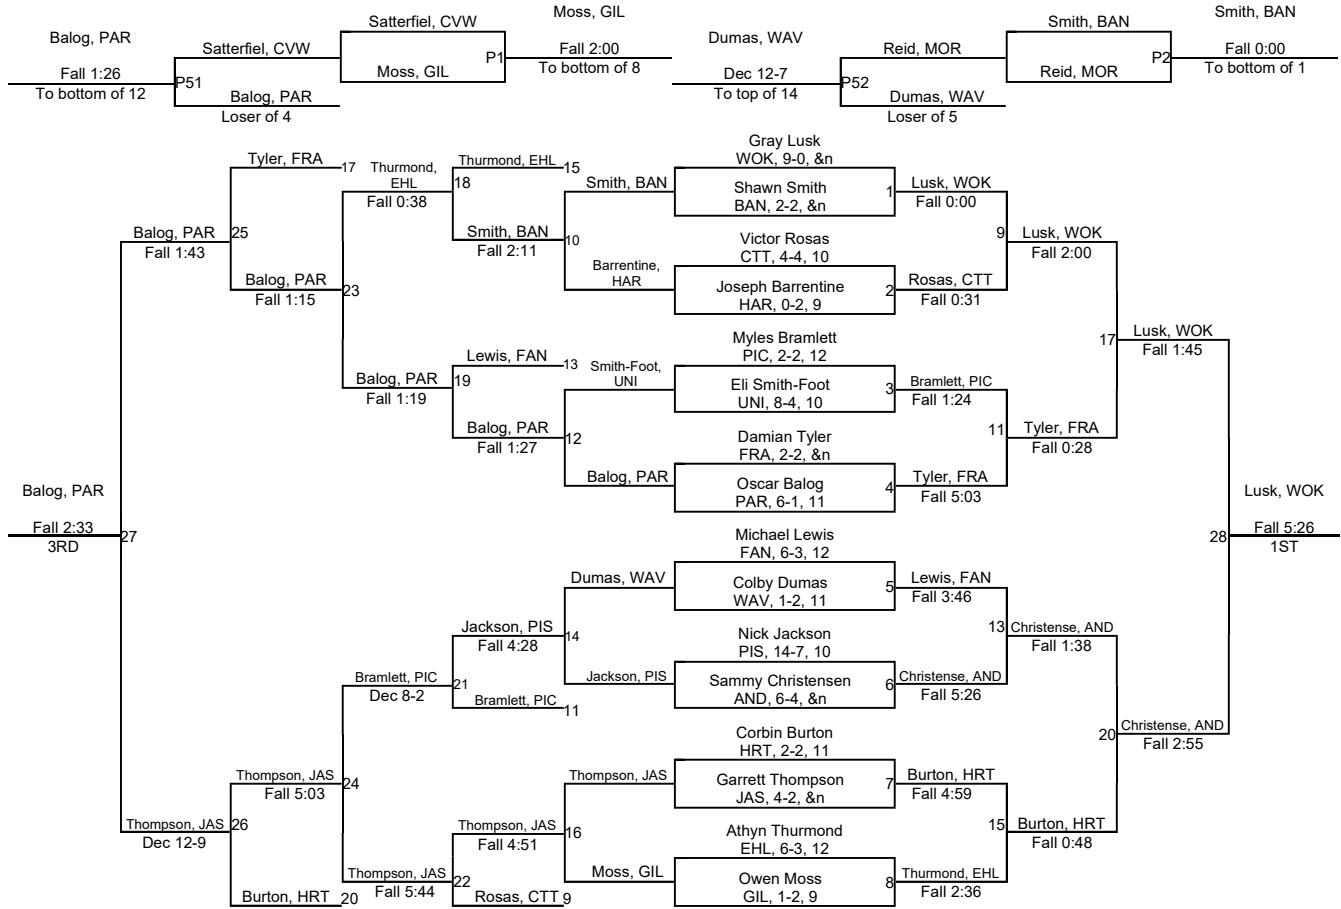 Balog, PAR
Fall 1:26
To bottom of 12
P51
Satterfiel, CVW
Balog, PAR
Loser of 4
Satterfiel, CVW
Moss, GIL
P1
Moss, GIL
Fall 2:00
To bottom of 8
Dumas, WAV
Dec 12-7
To top of 14
P52
Reid, MOR
Dumas, WAV
Loser of 5
Smith, BAN
Reid, MOR
P2
Smith, BAN
Fall 0:00
To bottom of 1
Gray Lusk
WOK, 9-0, &n
Shawn Smith
BAN, 2-2, &n
1
Victor Rosas
CTT, 4-4, 10
Joseph Barrentine
HAR, 0-2, 9
2
Myles Bramlett
PIC, 2-2, 12
Eli Smith-Foot
UNI, 8-4, 10
3
Damian Tyler
FRA, 2-2, &n
Oscar Balog
PAR, 6-1, 11
4
Michael Lewis
FAN, 6-3, 12
Colby Dumas
WAV, 1-2, 11
5
Nick Jackson
PIS, 14-7, 10
Sammy Christensen
AND, 6-4, &n
6
Corbin Burton
HRT, 2-2, 11
Garrett Thompson
JAS, 4-2, &n
7
Athyn Thurmond
EHL, 6-3, 12
Owen Moss
GIL, 1-2, 9
8
Lusk, WOK
Fall 0:00
Rosas, CTT
Fall 0:31
Bramlett, PIC
Fall 1:24
Tyler, FRA
Fall 5:03
Lewis, FAN
Fall 3:46
Christense, AND
Fall 5:26
Burton, HRT
Fall 4:59
Thurmond, EHL
Fall 2:36
9
Lusk, WOK
Fall 2:00
11
Tyler, FRA
Fall 0:28
13
Christense, AND
Fall 1:38
15
Burton, HRT
Fall 0:48
17
Lusk, WOK
Fall 1:45
20
Christense, AND
Fall 2:55
28
Lusk, WOK
Fall 5:26
1ST
Smith, BAN
Barrentine,
HAR
Smith-Foot,
UNI
Balog, PAR
Dumas, WAV
Jackson, PIS
Thompson, JAS
Moss, GIL
Thurmond, EHL
15
Smith, BAN
Fall 2:11
10
Lewis, FAN
13
Balog, PAR
Fall 1:27
12
Jackson, PIS
Fall 4:28
14
Bramlett, PIC
11
Thompson, JAS
Fall 4:51
16
Rosas, CTT
9
Thurmond,
EHL
Fall 0:38
18
Balog, PAR
Fall 1:19
19
Bramlett, PIC
Dec 8-2
21
Thompson, JAS
Fall 5:44
22
Tyler, FRA
17
Balog, PAR
Fall 1:15
23
Thompson, JAS
Fall 5:03
24
Burton, HRT
20
Balog, PAR
Fall 1:43
25
Thompson, JAS
Dec 12-9
26
Balog, PAR
Fall 2:33
3RD
27